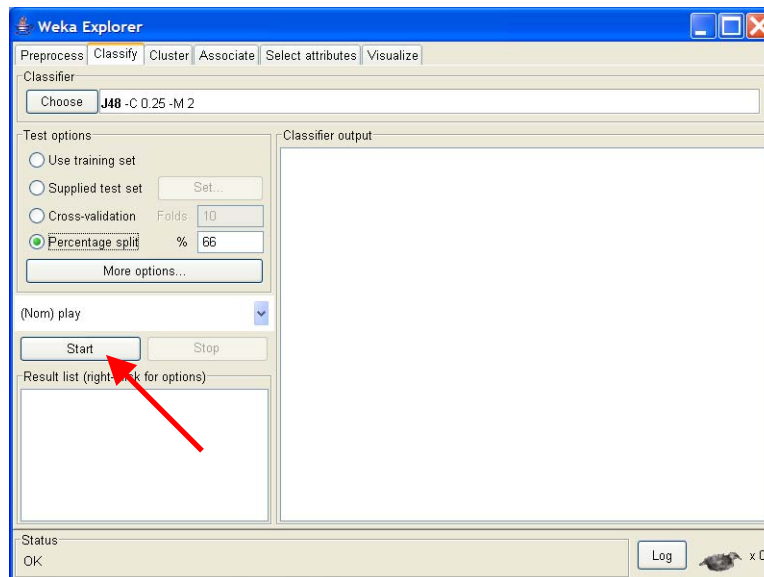 Weka Explorer
Preprocess Classify Cluster Associate Select attributes Visualize
Classifier
Choose J48 -C 0.25 -M 2
Test options
Use training set
Supplied test set Set...
Cross-validation Folds 10
Percentage split % 66
More options...
(Nom) play
Start Stop
Result list (right- for options)
Classifier output
Status
OK
Log x